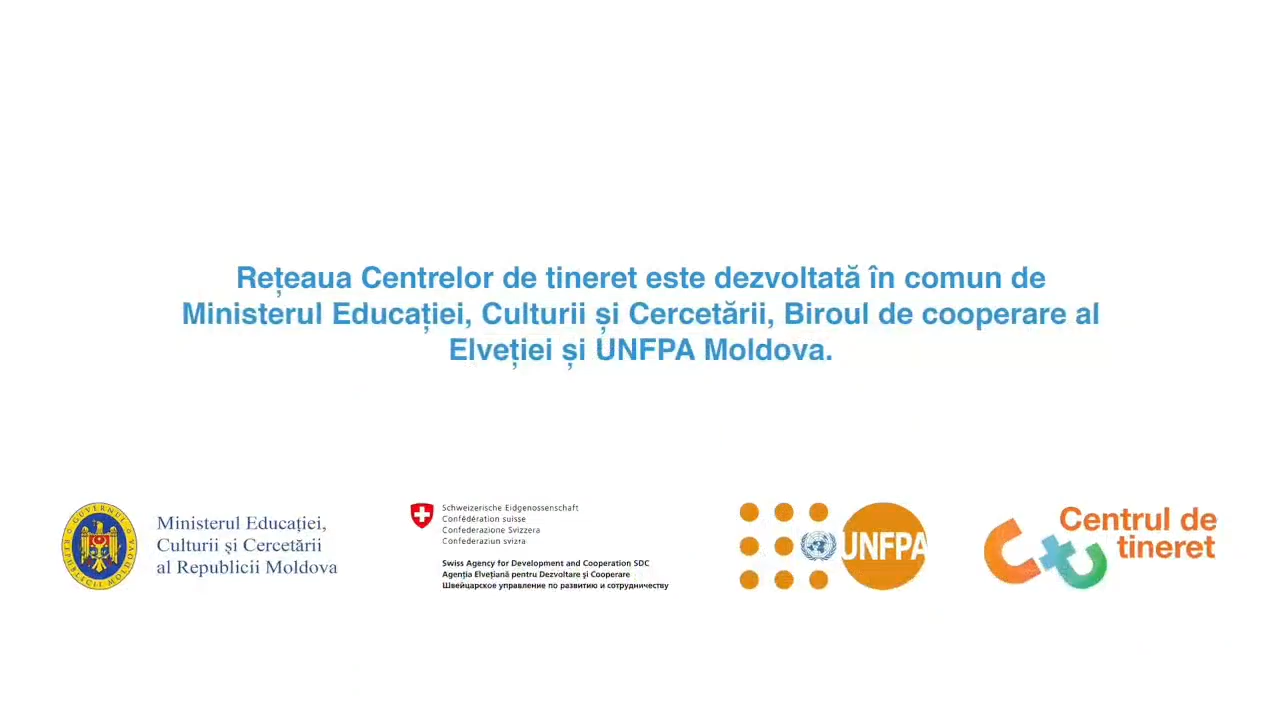 Rețeaua Centrelor de tineret este dezvoltată în comun de
Ministerul Educației, Culturii și Cercetării, Biroul de cooperare al
Elveției și UNFPA Moldova.
GUVERNUL
REPUBLICII MOLDOVA
Ministerul Educației,
Culturii și Cercetării
al Republicii Moldova
Schweizerische Eidgenossenschaft
Confédération suisse
Confederazione Svizzera
Confederaziun svizra
Swiss Agency for Development and Cooperation SDC
Agenția Elvețiană pentru Dezvoltare și Cooperare
Швейцарское управление по развитию и сотрудничеству
UNFPA
Centrul de
tineret